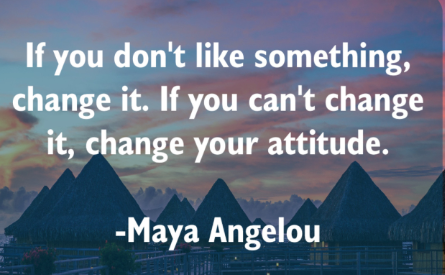 If you don't like something,
change it. If you can't change
it, change your attitude.
-Maya Angelou